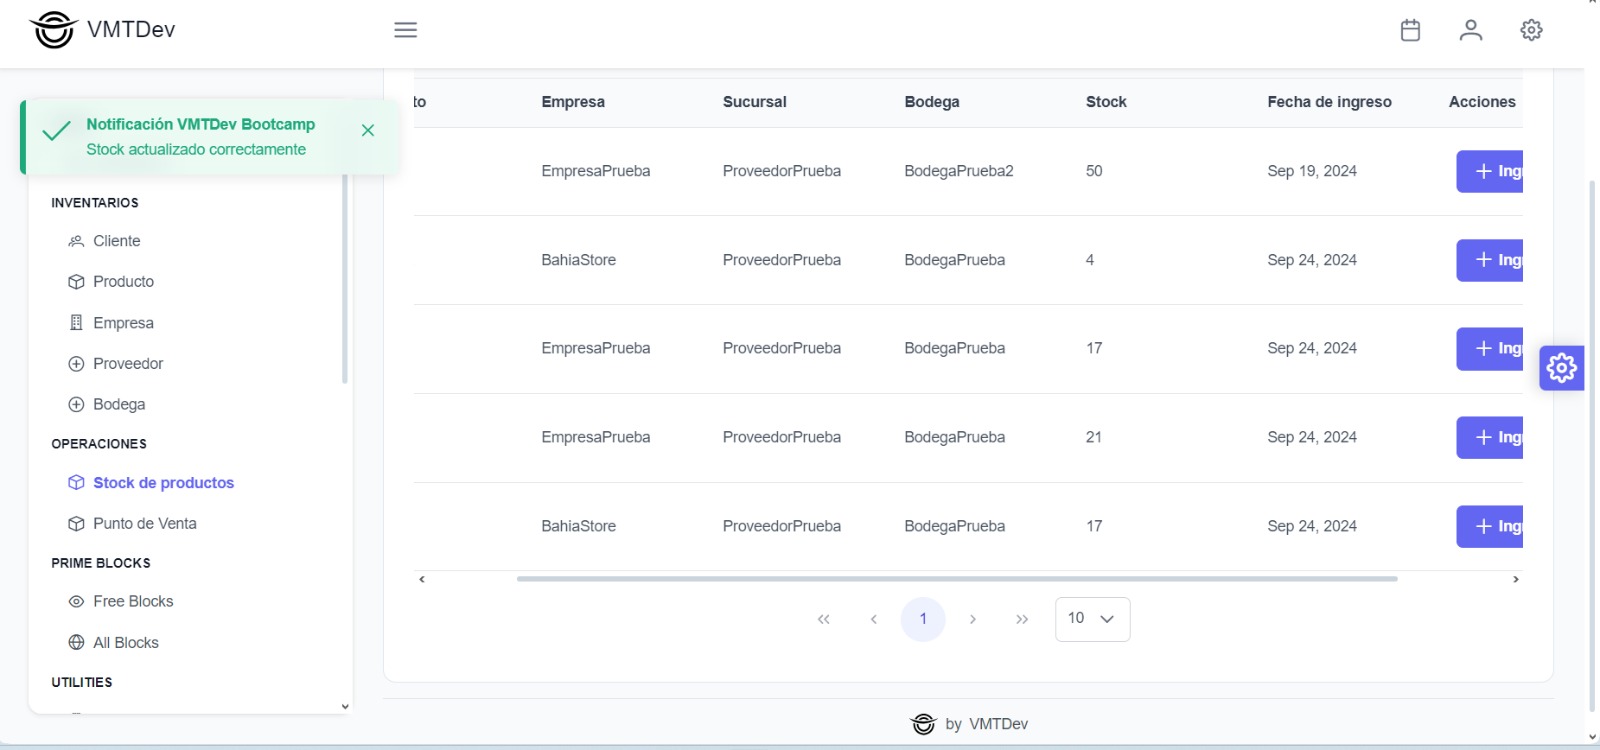 VMTDev
Notificación VMTDev Bootcamp
Stock actualizado correctamente
INVENTARIOS
Cliente
Producto
Empresa
Proveedor
Bodega
OPERACIONES
Stock de productos
Punto de Venta
PRIME BLOCKS
Free Blocks
All Blocks
UTILITIES
to Empresa Sucursal Bodega Stock Fecha de ingreso Acciones
EmpresaPrueba ProveedorPrueba BodegaPrueba2 50 Sep 19, 2024 Ing
BahiaStore ProveedorPrueba BodegaPrueba 4 Sep 24, 2024 Ing
EmpresaPrueba ProveedorPrueba BodegaPrueba 17 Sep 24, 2024 Ing
EmpresaPrueba ProveedorPrueba BodegaPrueba 21 Sep 24, 2024 Ing
BahiaStore ProveedorPrueba BodegaPrueba 17 Sep 24, 2024 Ing
1 10
by VMTDev